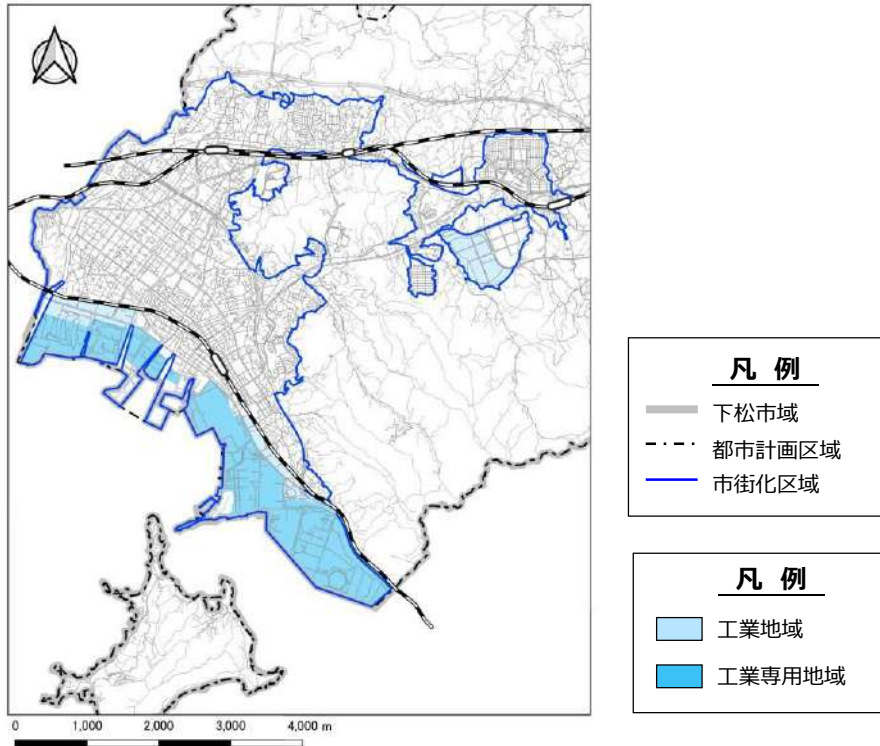 凡 例
下松市域
都市計画区域
市街化区域
凡 例
工業地域
工業専用地域
0 1,000 2,000 3,000 4,000 m